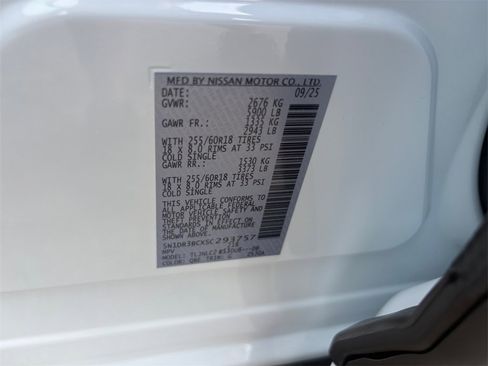 MFD BY NISSAN MOTOR CO., LTD.
DATE: 09/25
GVWR: 2676 KG
5900 LB
GAWR FR.: 1335 KG
2943 LB
WITH 255/60R18 TIRES
18 x 8.0 RIMS AT 33 PSI
COLD SINGLE
GAWR RR.: 1530 KG
3373 LB
WITH 255/60R18 TIRES
18 x 8.0 RIMS AT 33 PSI
COLD SINGLE
THIS VEHICLE CONFORMS TO
ALL APPLICABLE FEDERAL
MOTOR VEHICLE SAFETY AND
THEFT PREVENTION
STANDARDS IN EFFECT ON
THE DATE OF MANUFACTURE
SHOWN ABOVE.
293757
MPV
MODEL:
COLOR: TRIM: G